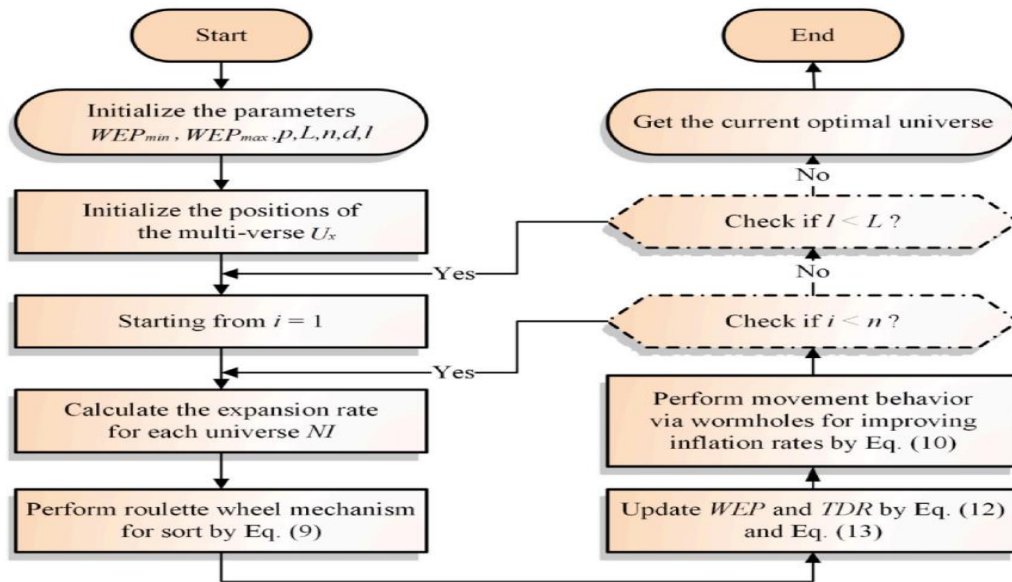 Start
Initialize the parameters
WEPmin, WEPmax,p,L,n,d,l
Initialize the positions of
the multi-verse Ux
Starting from i = 1
Calculate the expansion rate
for each universe NI
Perform roulette wheel mechanism
for sort by Eq. (9)
Update WEP and TDR by Eq. (12)
and Eq. (13)
Perform movement behavior
via wormholes for improving
inflation rates by Eq. (10)
Check if i < n ?
Yes
No
Check if l < L ?
Yes
No
Get the current optimal universe
End